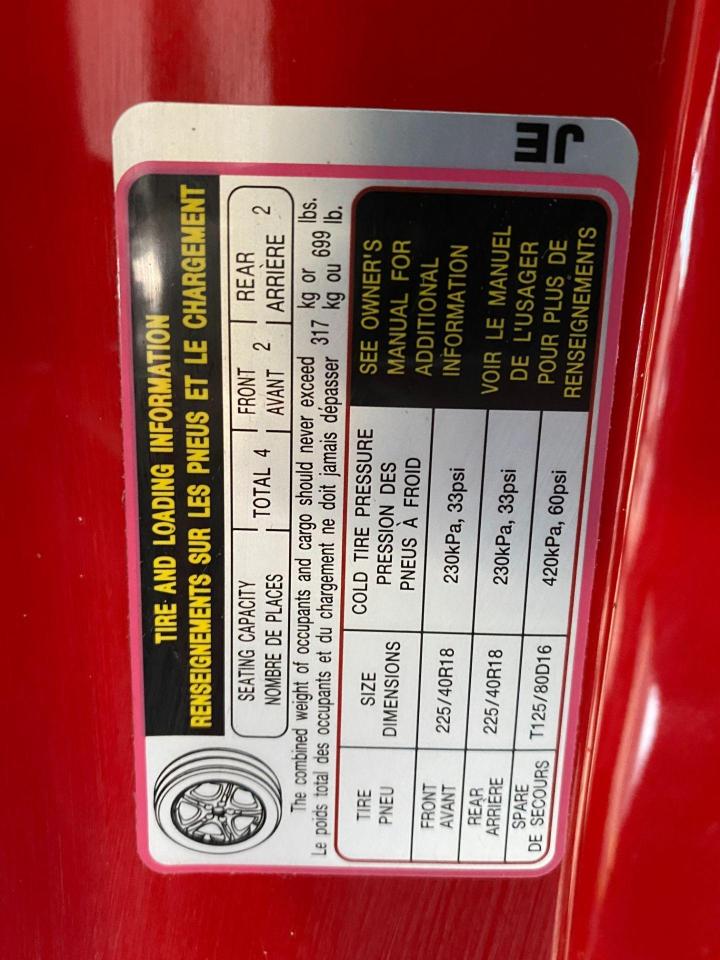 TIRE AND LOADING INFORMATION
RENSEIGNEMENTS SUR LES PNEUS ET LE CHARGEMENT
SEATING CAPACITY
NOMBRE DE PLACES
TOTAL 4
FRONT
AVANT 2
REAR
ARRIÈRE 2
The combined weight of occupants and cargo should never exceed 317 kg or 699 lbs.
Le poids total des occupants et du chargement ne doit jamais dépasser 317 kg ou 699 lb.
TIRE
PNEU
SIZE
DIMENSIONS
COLD TIRE PRESSURE
PRESSION DES
PNEUS À FROID
FRONT
AVANT
225/40R18
230kPa, 33psi
REAR
ARRIÈRE
225/40R18
230kPa, 33psi
SPARE
DE SECOURS
T125/80D16
420kPa, 60psi
SEE OWNER'S
MANUAL FOR
ADDITIONAL
INFORMATION
VOIR LE MANUEL
DE L'USAGER
POUR PLUS DE
RENSEIGNEMENTS
JE